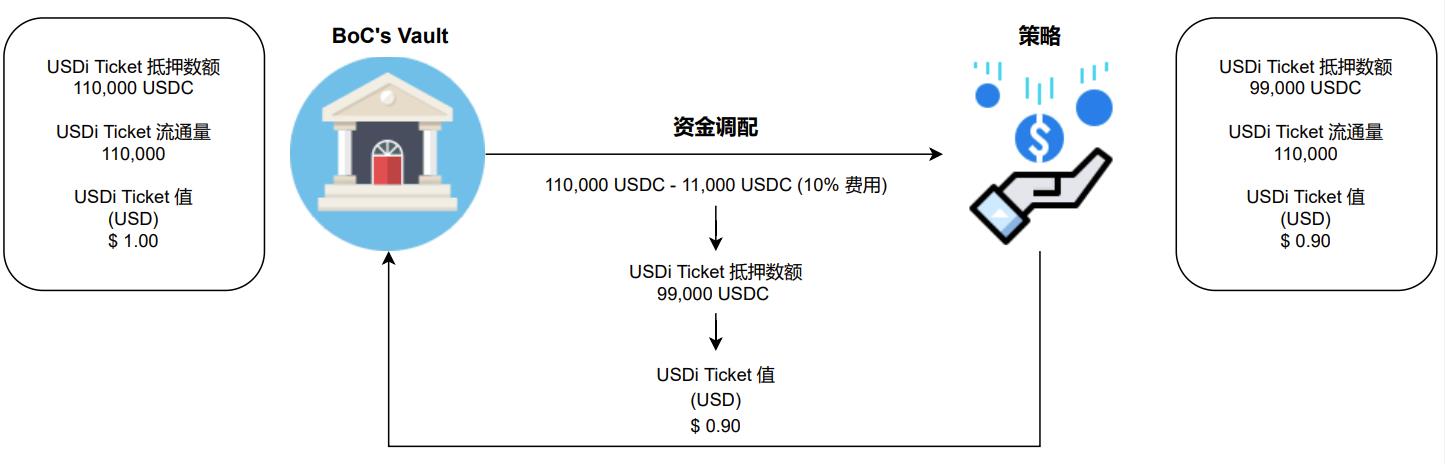 USDi Ticket 抵押数额
110,000 USDC
USDi Ticket 流通量
110,000
USDi Ticket 值
(USD)
$ 1.00
BoC's Vault
资金调配
110,000 USDC - 11,000 USDC (10% 费用)
USDi Ticket 抵押数额
99,000 USDC
USDi Ticket 值
(USD)
$ 0.90
策略
USDi Ticket 抵押数额
99,000 USDC
USDi Ticket 流通量
110,000
USDi Ticket 值
(USD)
$ 0.90